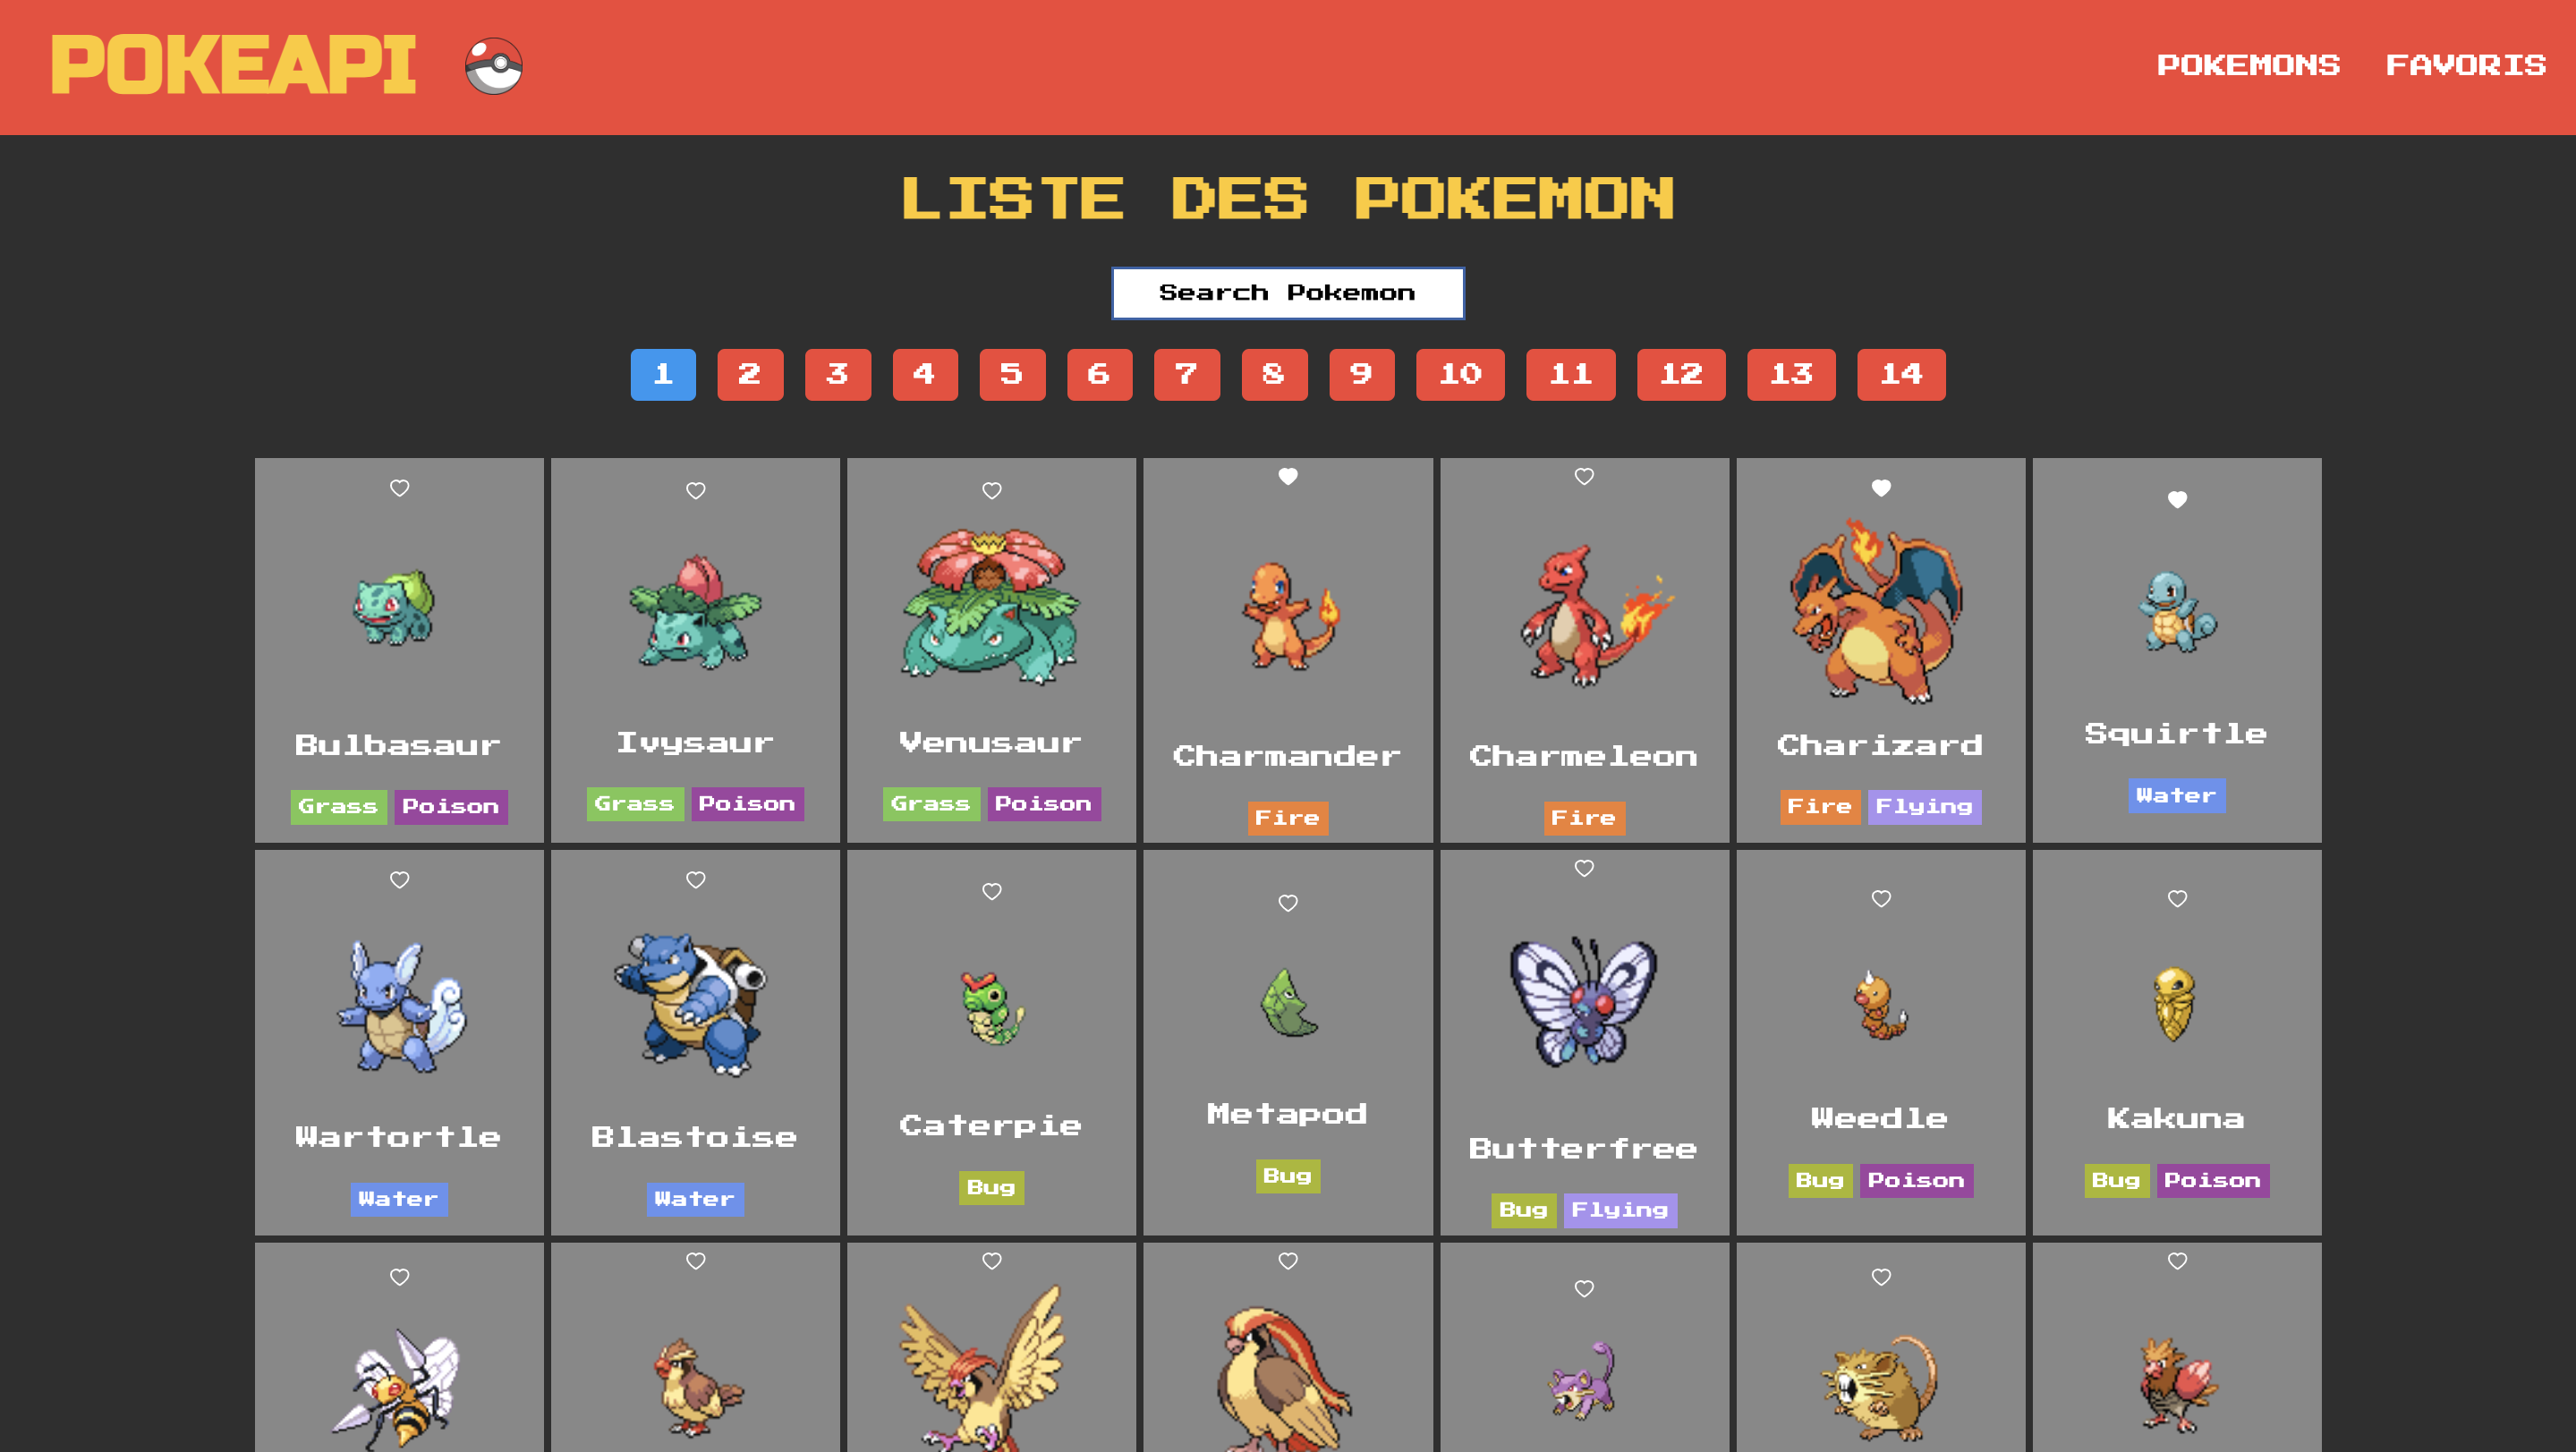 POKEAPI POKEMONS FAVORIS
LISTE DES POKEMON
Search Pokemon
1 2 3 4 5 6 7 8 9 10 11 12 13 14
Bulbasaur Ivysaur Venusaur Charmander Charmeleon Charizard Squirtle
Grass Poison Grass Poison Grass Poison Fire Fire Fire Flying Water
Wartortle Blastoise Caterpie Metapod Butterfree Weedle Kakuna
Water Water Bug Bug Bug Flying Bug Poison Bug Poison